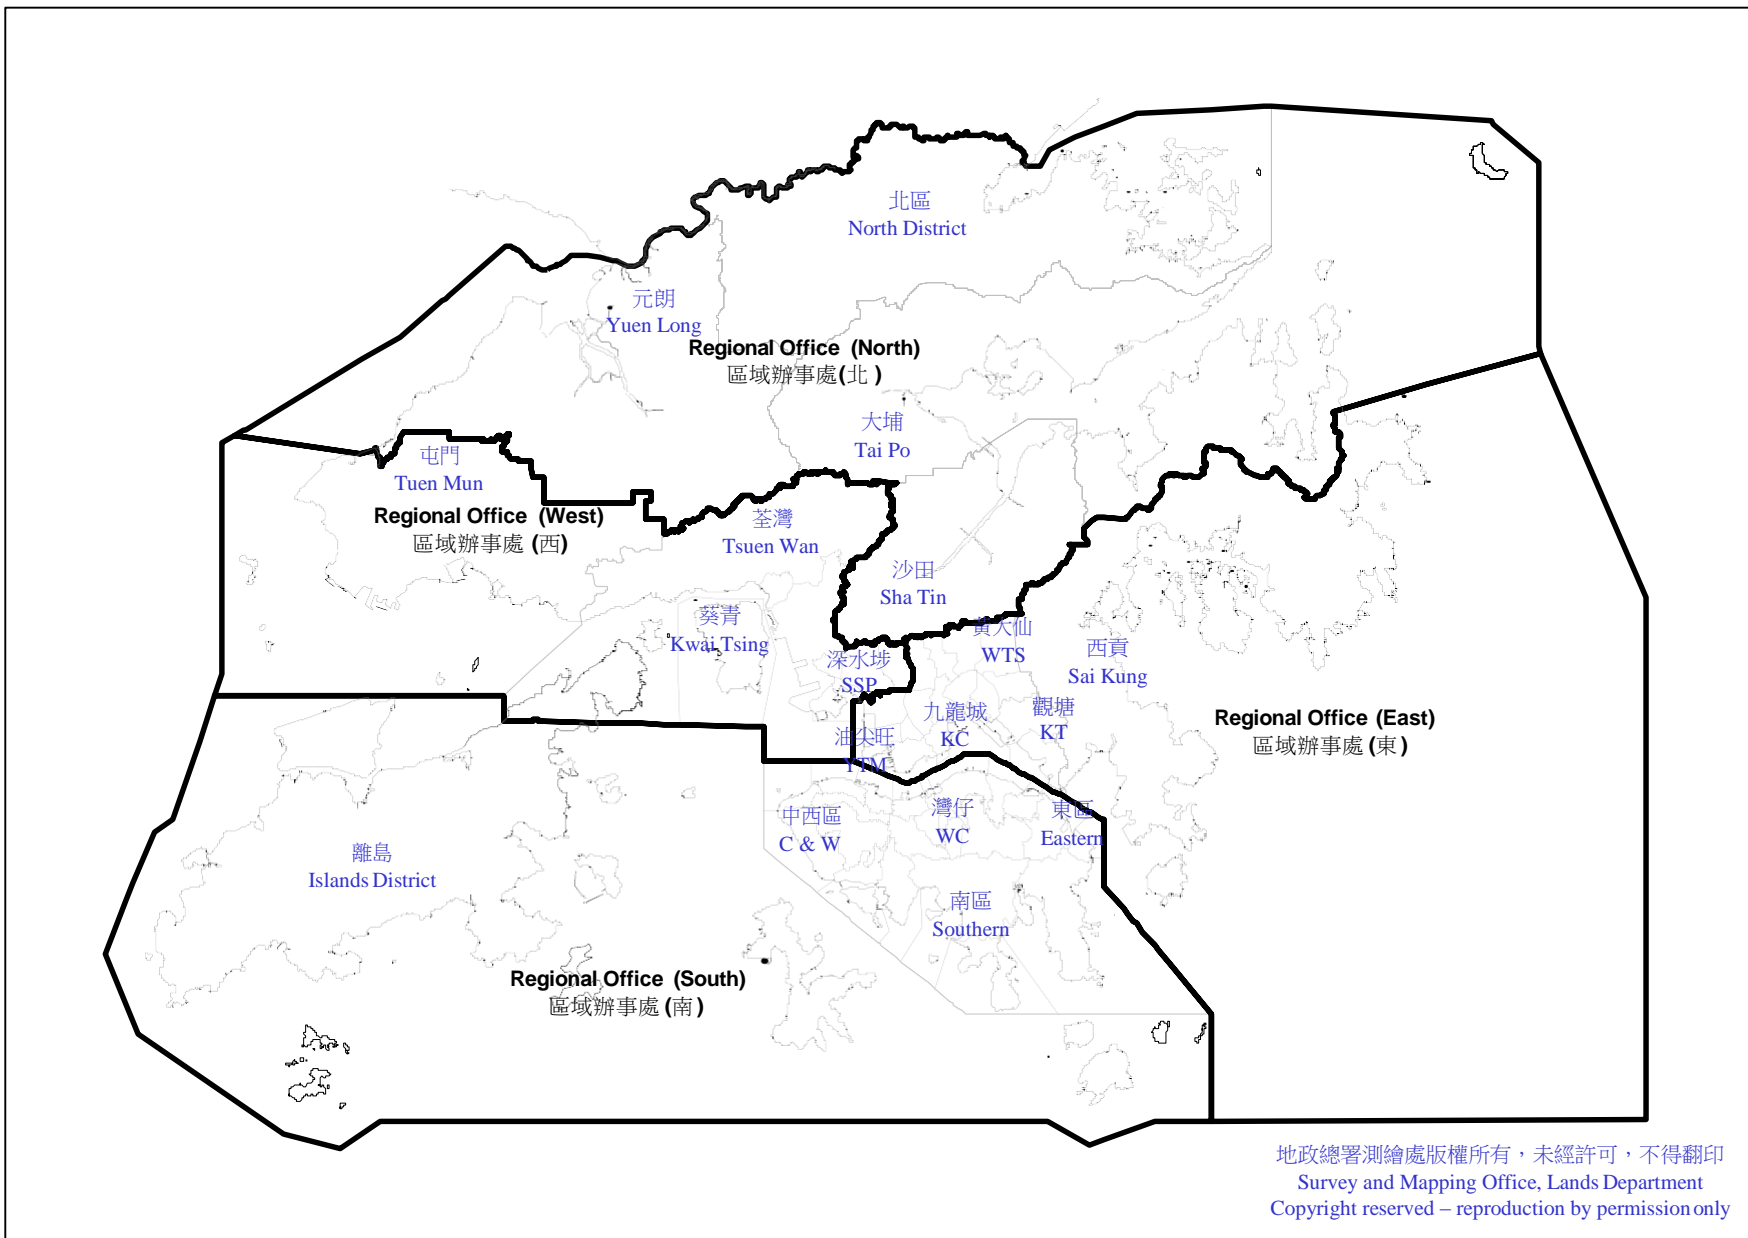 北區
North District
元朗
Yuen Long
Regional Office (North)
區域辦事處(北)
大埔
Tai Po
屯門
Tuen Mun
Regional Office (West)
區域辦事處 (西)
荃灣
Tsuen Wan
沙田
Sha Tin
葵青
Kwai Tsing
黃大仙
WTS
深水埗
SSP
西貢
Sai Kung
九龍城
KC
觀塘
KT
油尖旺
YTM
Regional Office (East)
區域辦事處 (東)
中西區
C & W
灣仔
WC
東區
Eastern
離島
Islands District
南區
Southern
Regional Office (South)
區域辦事處 (南)
地政總署測繪處版權所有，未經許可，不得翻印
Survey and Mapping Office, Lands Department
Copyright reserved – reproduction by permission only